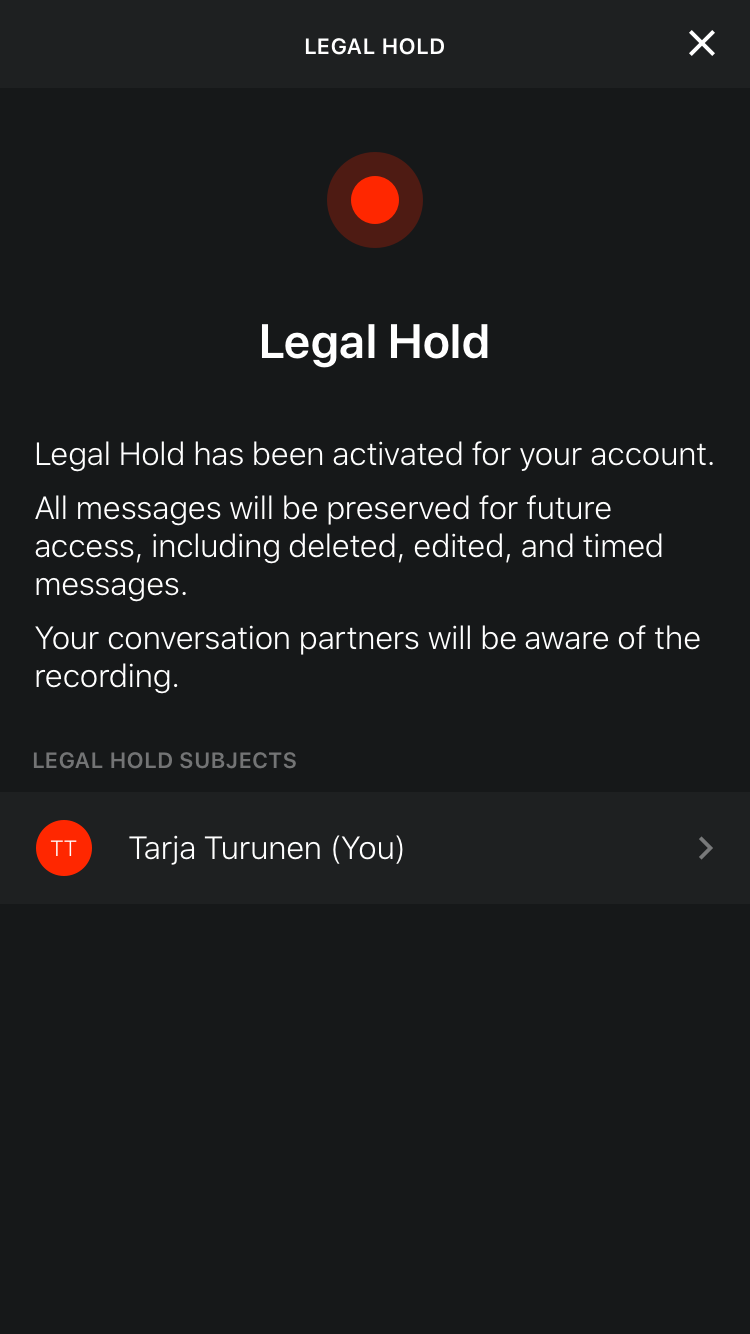 LEGAL HOLD
Legal Hold
Legal Hold has been activated for your account.
All messages will be preserved for future
access, including deleted, edited, and timed
messages.
Your conversation partners will be aware of the
recording.
LEGAL HOLD SUBJECTS
TT Tarja Turunen (You)